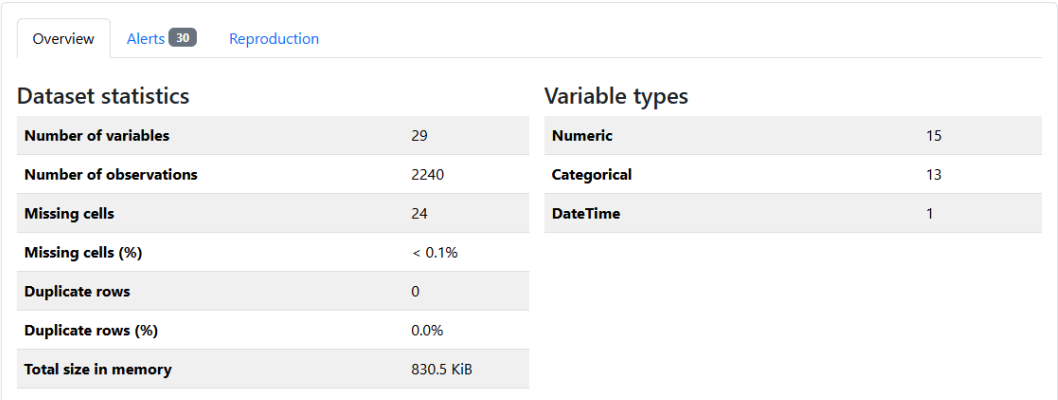 Overview Alerts 30 Reproduction
Dataset statistics
Number of variables 29
Number of observations 2240
Missing cells 24
Missing cells (%) < 0.1%
Duplicate rows 0
Duplicate rows (%) 0.0%
Total size in memory 830.5 KiB
Variable types
Numeric 15
Categorical 13
DateTime 1